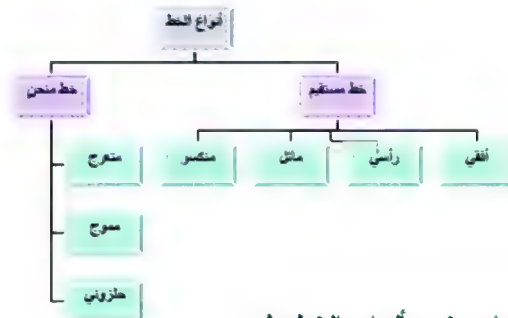 أنواع الخط
خط مستقيم
خط منحن
أفقي
رأسي
مائل
منكسر
متعرج
مموج
حلزوني